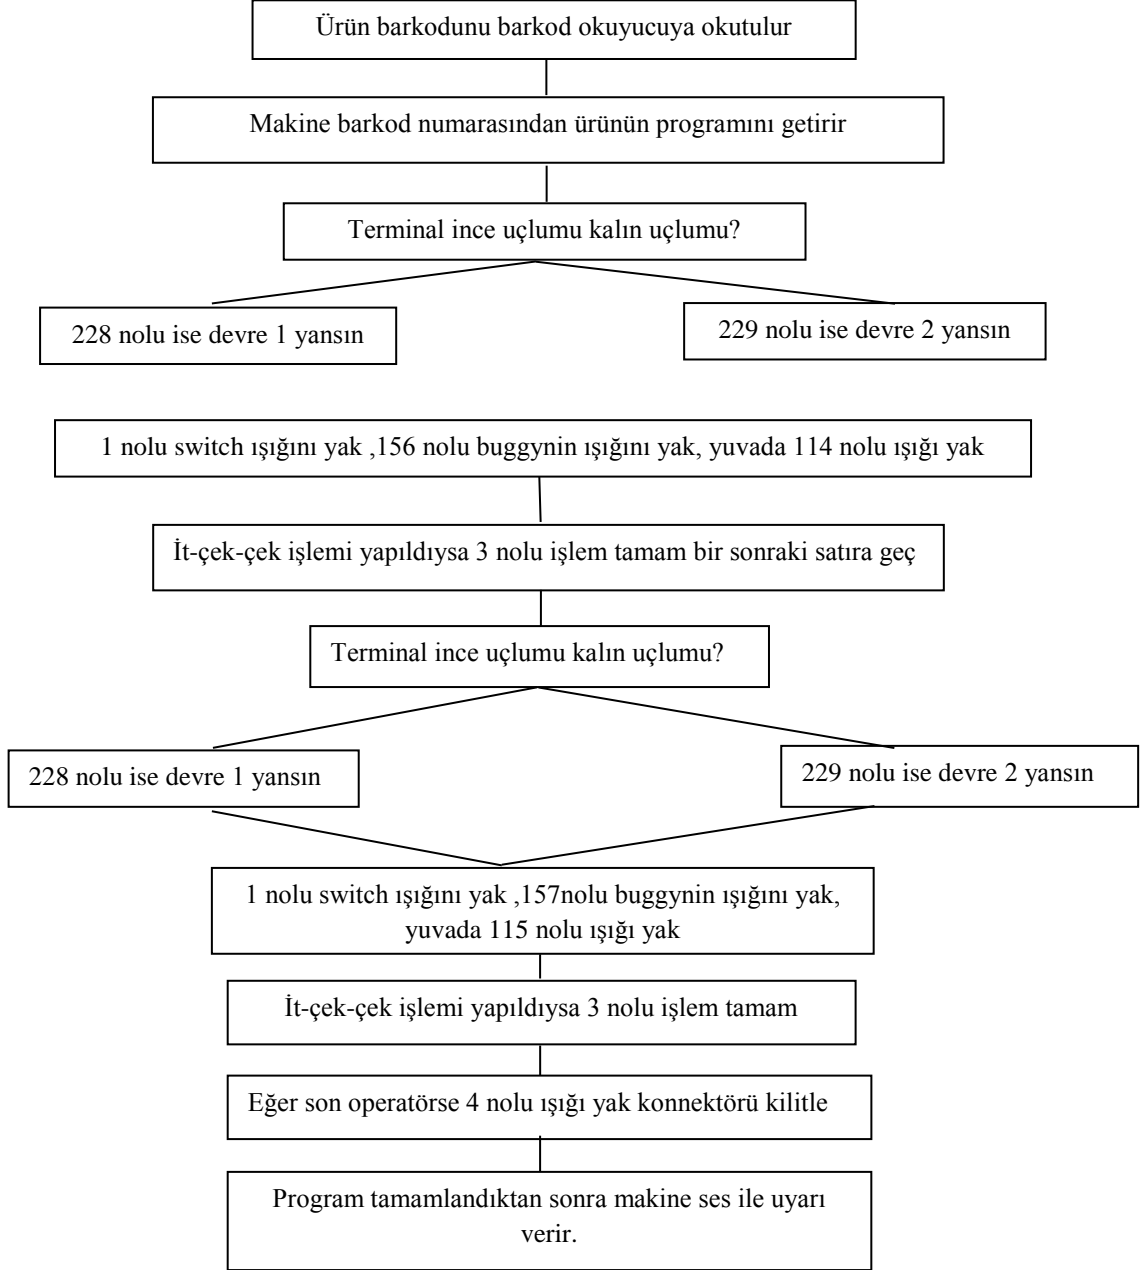 Ürün barkodunu barkod okuyucuya okutulur
Makine barkod numarasından ürünün programını getirir
Terminal ince uçlumu kalın uçlumu?
228 nolu ise devre 1 yansın
229 nolu ise devre 2 yansın
1 nolu switch ışığını yak ,156 nolu buggynin ışığını yak, yuvada 114 nolu ışığı yak
İt-çek-çek işlemi yapıldıysa 3 nolu işlem tamam bir sonraki satıra geç
Terminal ince uçlumu kalın uçlumu?
228 nolu ise devre 1 yansın
229 nolu ise devre 2 yansın
1 nolu switch ışığını yak ,157nolu buggynin ışığını yak,
yuvada 115 nolu ışığı yak
İt-çek-çek işlemi yapıldıysa 3 nolu işlem tamam
Eğer son operatörse 4 nolu ışığı yak konnektörü kilitle
Program tamamlandıktan sonra makine ses ile uyarı
verir.